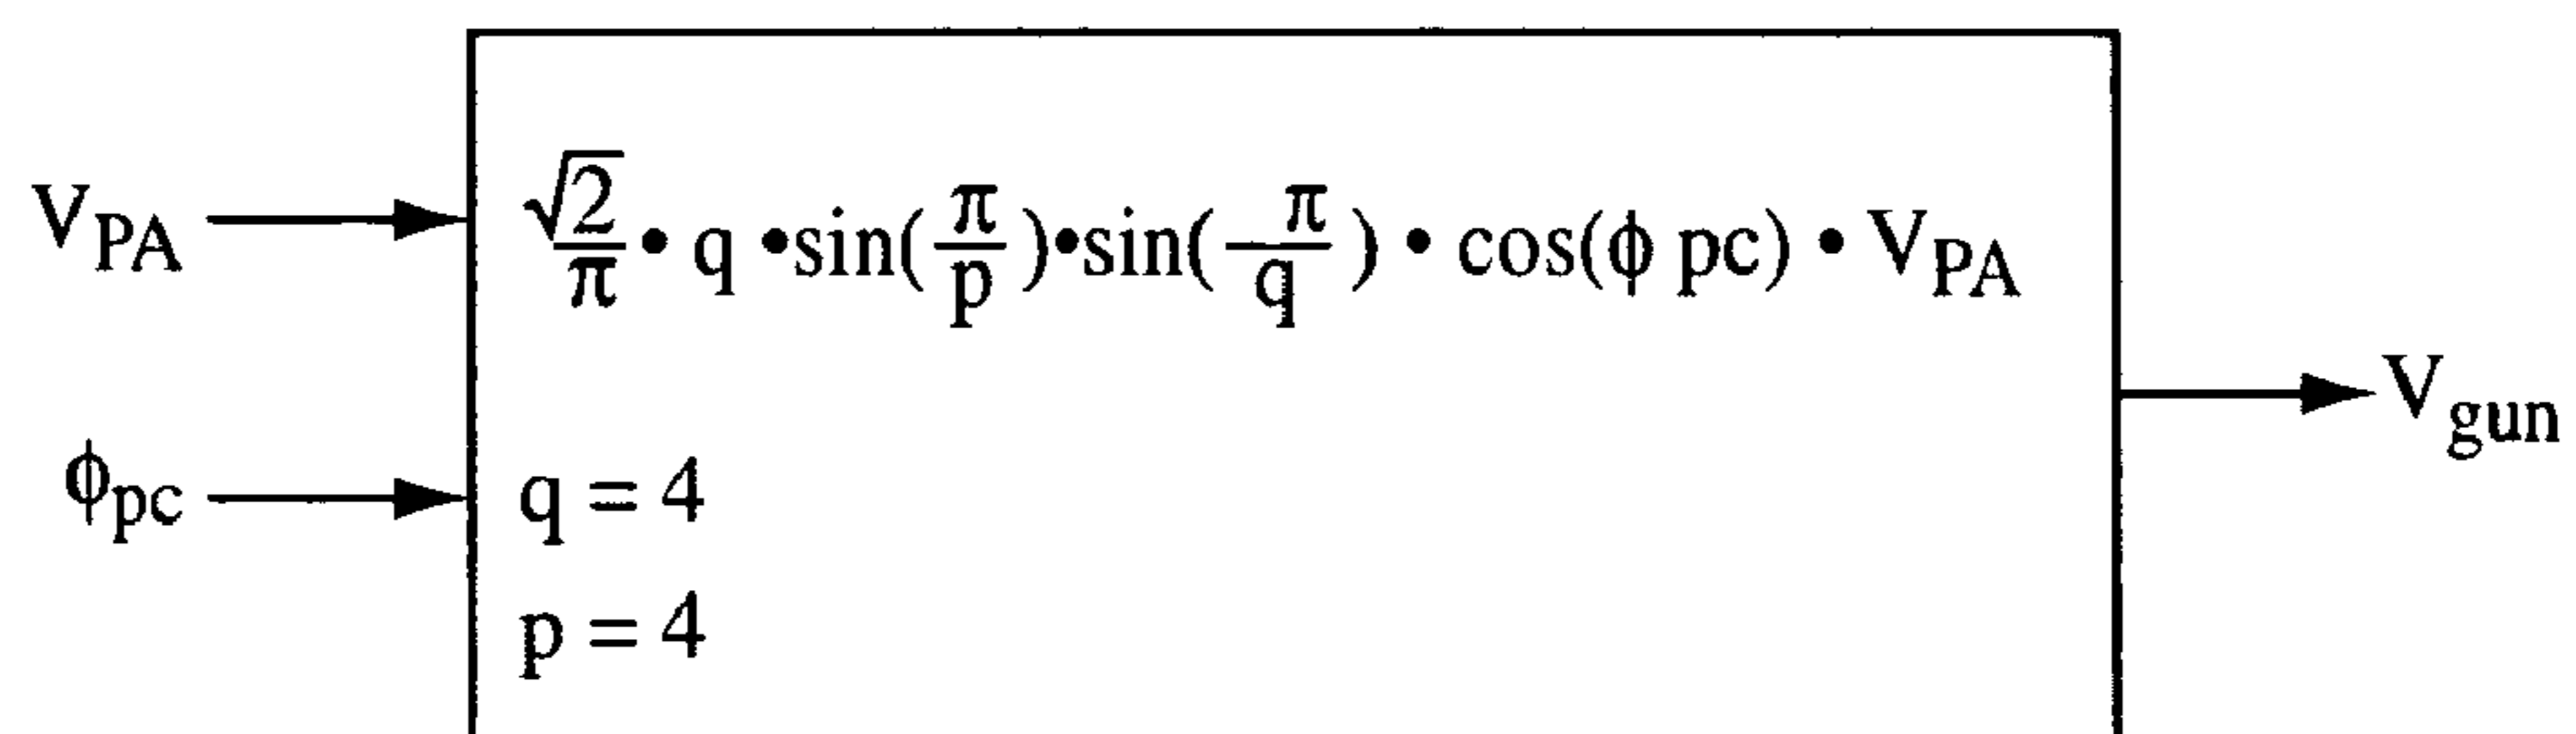 V_PA
√2/π • q •sin(π/p)•sin(π/q) • cos(ϕ pc) • V_PA
V_gun
ϕ_pc
q = 4
p = 4